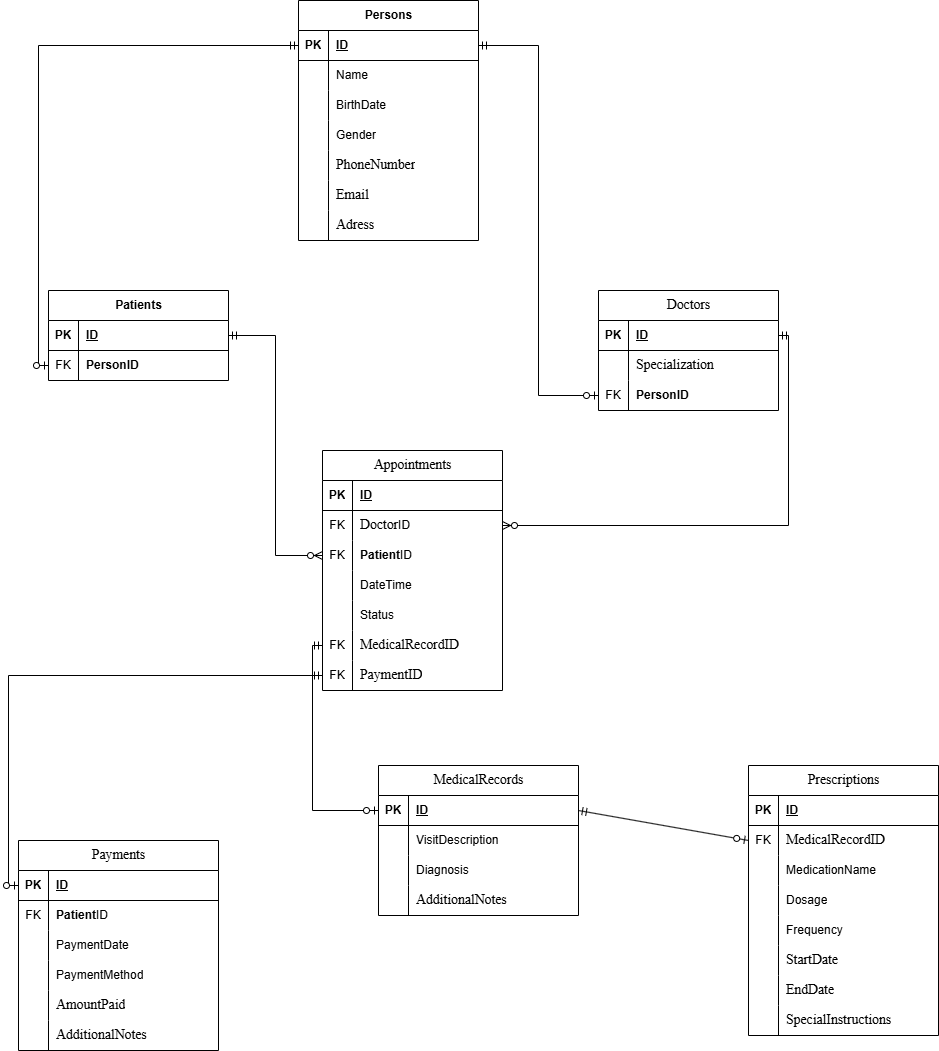 Persons
PK ID
Name
BirthDate
Gender
PhoneNumber
Email
Adress
Patients
PK ID
FK PersonID
Doctors
PK ID
Specialization
FK PersonID
Appointments
PK ID
FK DoctorID
FK PatientID
DateTime
Status
FK MedicalRecordID
FK PaymentID
MedicalRecords
PK ID
VisitDescription
Diagnosis
AdditionalNotes
Prescriptions
PK ID
FK MedicalRecordID
MedicationName
Dosage
Frequency
StartDate
EndDate
SpecialInstructions
Payments
PK ID
FK PatientID
PaymentDate
PaymentMethod
AmountPaid
AdditionalNotes